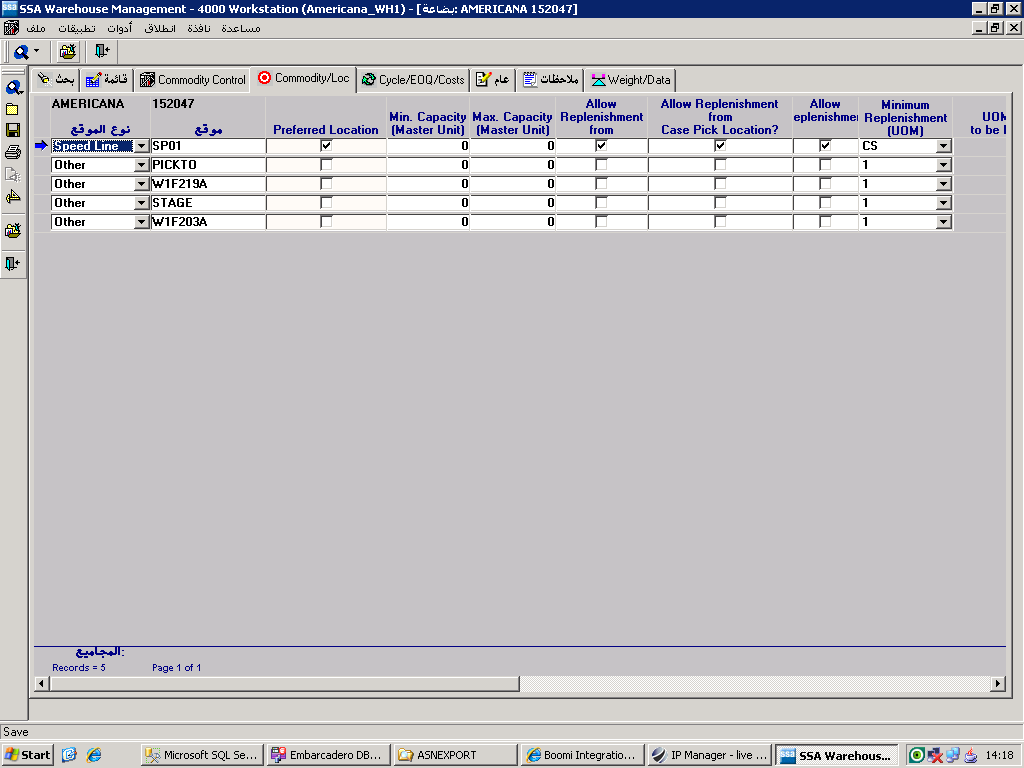 SSA Warehouse Management - 4000 Workstation (Americana_WH1) - [بضاعة: AMERICANA 152047]
ملف تطبيقات أدوات انطلاق نافذة مساعدة
بحث قائمة Commodity Control Commodity/Loc Cycle/EOQ/Costs عام ملاحظات Weight/Data
AMERICANA 152047
نوع الموقع موقع Preferred Location
Min. Capacity
(Master Unit)
Max. Capacity
(Master Unit)
Allow
Replenishment
from
Allow Replenishment
from
Case Pick Location?
Allow
eplenishme
Minimum
Replenishment
(UOM)
UOM
to be
Speed Line SP01 0 0 CS
Other PICKTO 0 0 1
Other W1F219A 0 0 1
Other STAGE 0 0 1
Other W1F203A 0 0 1
المجاميع:
Records = 5 Page 1 of 1
Save
Start Microsoft SQL Se... Embarcadero DB... ASNEXPORT Boomi Integratio... IP Manager - live ... SSA Warehous... 14:18